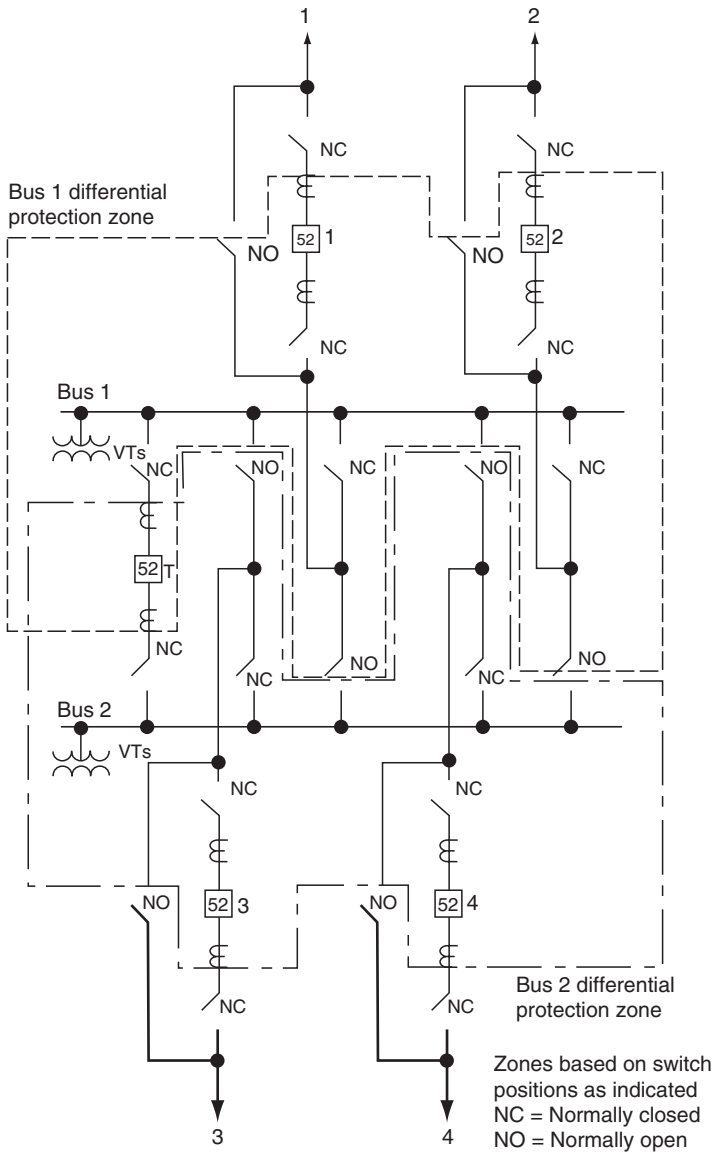 1 2
NC NC
Bus 1 differential
protection zone
52 1 52 2
NO NO
NC NC
Bus 1
VTs NC NO NC NO NC
52 T
NC NC NO NC NO
Bus 2
VTs
NC NC
NO 52 3 NO 52 4
NC NC
Bus 2 differential
protection zone
Zones based on switch
positions as indicated
NC = Normally closed
NO = Normally open
3 4